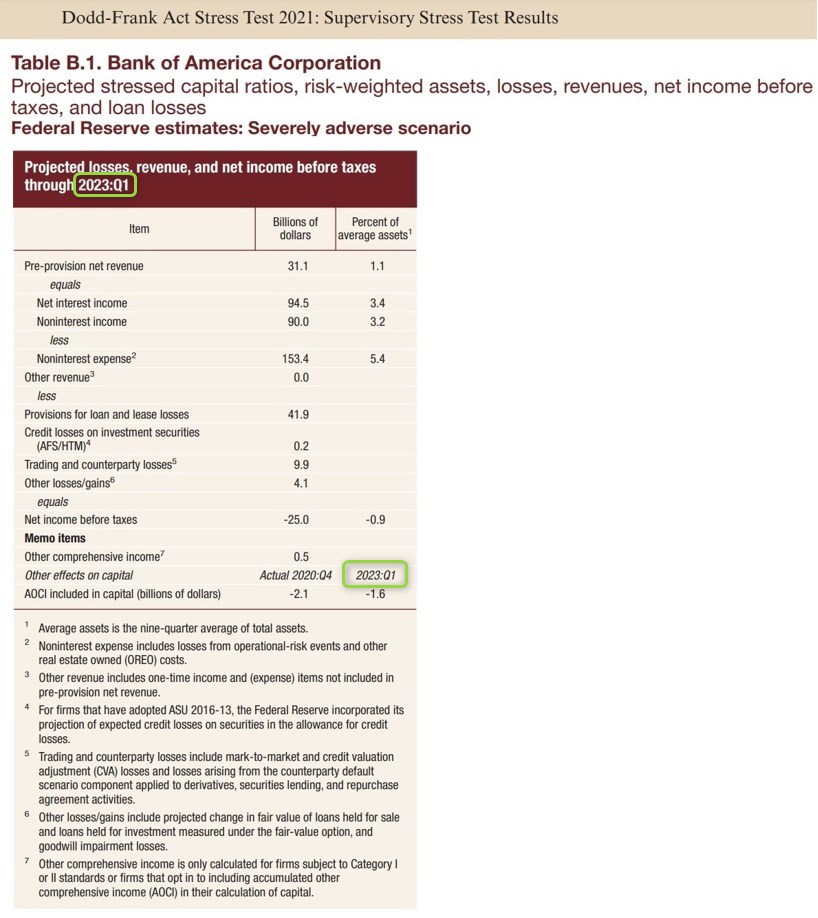 Dodd-Frank Act Stress Test 2021: Supervisory Stress Test Results
Table B.1. Bank of America Corporation
Projected stressed capital ratios, risk-weighted assets, losses, revenues, net income before
taxes, and loan losses
Federal Reserve estimates: Severely adverse scenario
Projected losses, revenue, and net income before taxes
through 2023:Q1
Item Billions of dollars Percent of average assets¹
Pre-provision net revenue 31.1 1.1
equals
Net interest income 94.5 3.4
Noninterest income 90.0 3.2
less
Noninterest expense² 153.4 5.4
Other revenue³ 0.0
less
Provisions for loan and lease losses 41.9
Credit losses on investment securities
(AFS/HTM)⁴ 0.2
Trading and counterparty losses⁵ 9.9
Other losses/gains⁶ 4.1
equals
Net income before taxes -25.0 -0.9
Memo items
Other comprehensive income⁷ 0.5
Other effects on capital Actual 2020:Q4 2023:Q1
AOCI included in capital (billions of dollars) -2.1 -1.6
¹ Average assets is the nine-quarter average of total assets.
² Noninterest expense includes losses from operational-risk events and other
real estate owned (OREO) costs.
³ Other revenue includes one-time income and (expense) items not included in
pre-provision net revenue.
⁴ For firms that have adopted ASU 2016-13, the Federal Reserve incorporated its
projection of expected credit losses on securities in the allowance for credit
losses.
⁵ Trading and counterparty losses include mark-to-market and credit valuation
adjustment (CVA) losses and losses arising from the counterparty default
scenario component applied to derivatives, securities lending, and repurchase
agreement activities.
⁶ Other losses/gains include projected change in fair value of loans held for sale
and loans held for investment measured under the fair-value option, and
goodwill impairment losses.
⁷ Other comprehensive income is only calculated for firms subject to Category I
or II standards or firms that opt in to including accumulated other
comprehensive income (AOCI) in their calculation of capital.